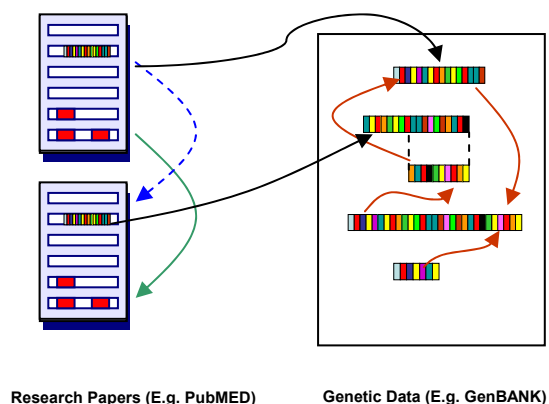 Research Papers (E.g. PubMED)
Genetic Data (E.g. GenBANK)